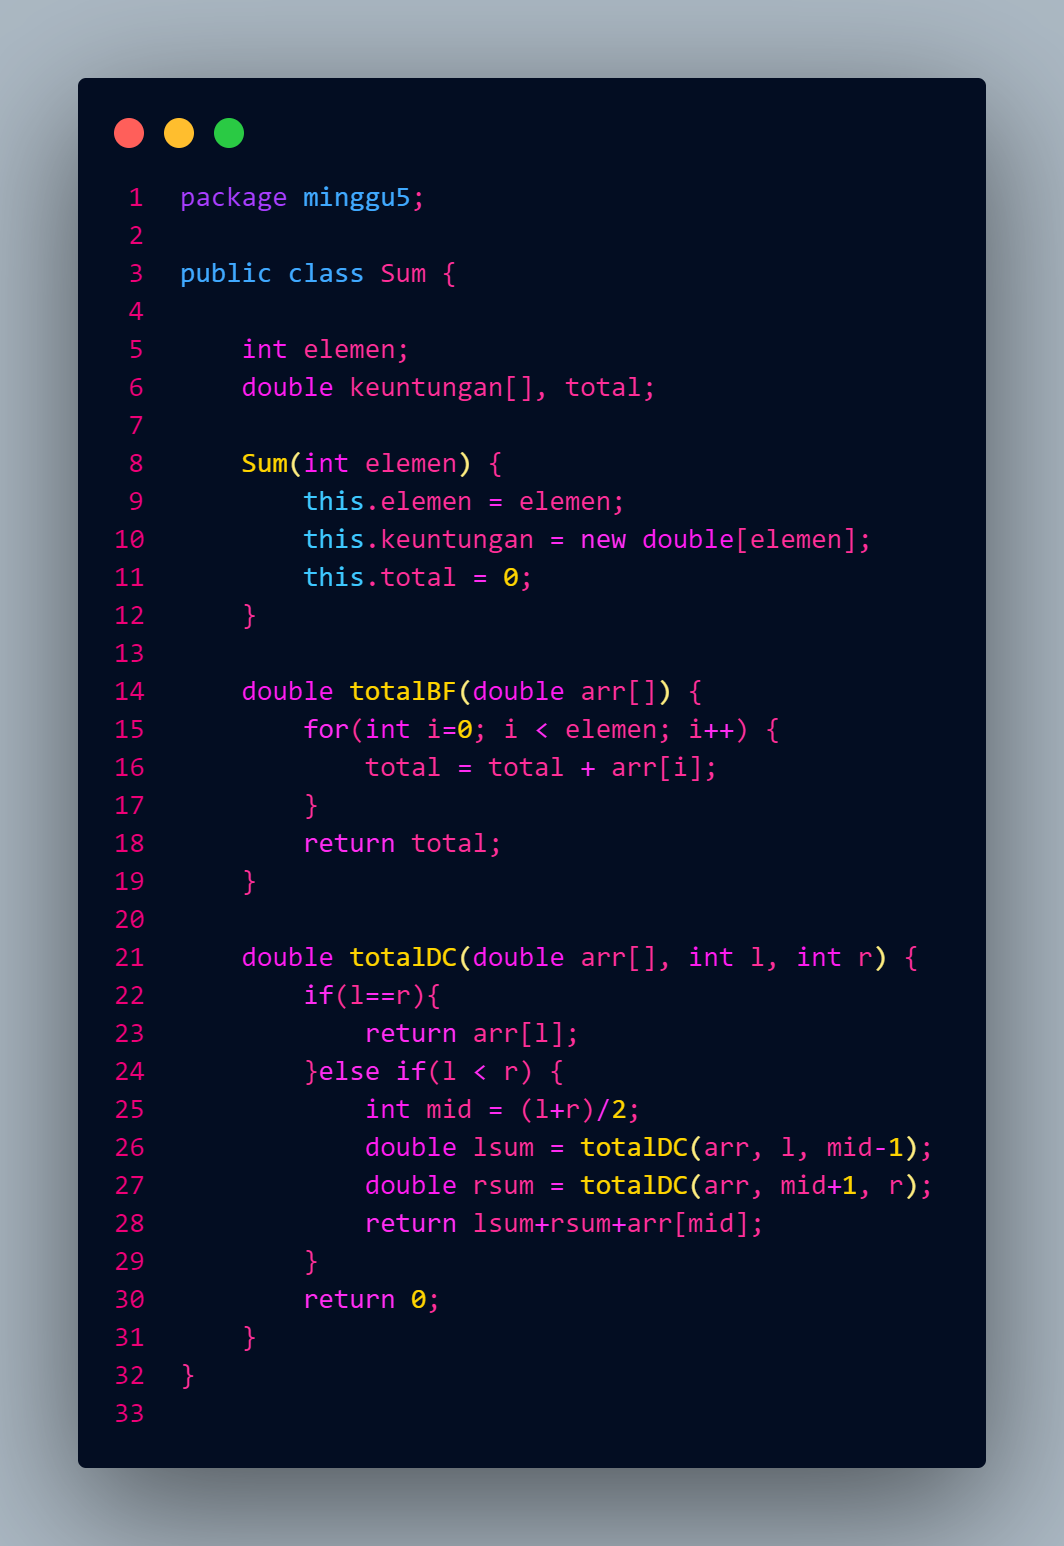 1 package minggu5;
2
3 public class Sum {
4
5     int elemen;
6     double keuntungan[], total;
7
8     Sum(int elemen) {
9         this.elemen = elemen;
10         this.keuntungan = new double[elemen];
11         this.total = 0;
12     }
13
14     double totalBF(double arr[]) {
15         for(int i=0; i < elemen; i++) {
16             total = total + arr[i];
17         }
18         return total;
19     }
20
21     double totalDC(double arr[], int l, int r) {
22         if(l==r){
23             return arr[l];
24         }else if(l < r) {
25             int mid = (l+r)/2;
26             double lsum = totalDC(arr, l, mid-1);
27             double rsum = totalDC(arr, mid+1, r);
28             return lsum+rsum+arr[mid];
29         }
30         return 0;
31     }
32 }
33